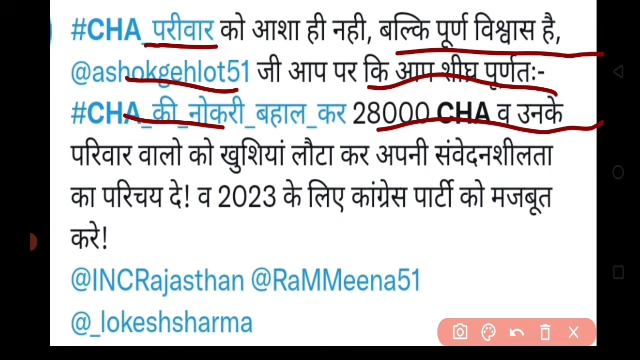 #CHA_परीवार को आशा ही नही, बल्कि पूर्ण विश्वास है,
@ashokgehlot51 जी आप पर कि आप शीघ्र पूर्णतः-
#CHA_की_नोकरी_बहाल_कर 28000 CHA व उनके
परिवार वालो को खुशियां लौटा कर अपनी संवेदनशीलता
का परिचय दे! व 2023 के लिए कांग्रेस पार्टी को मजबूत
करे!
@INCRajasthan @RaMMeena51
@_lokeshsharma